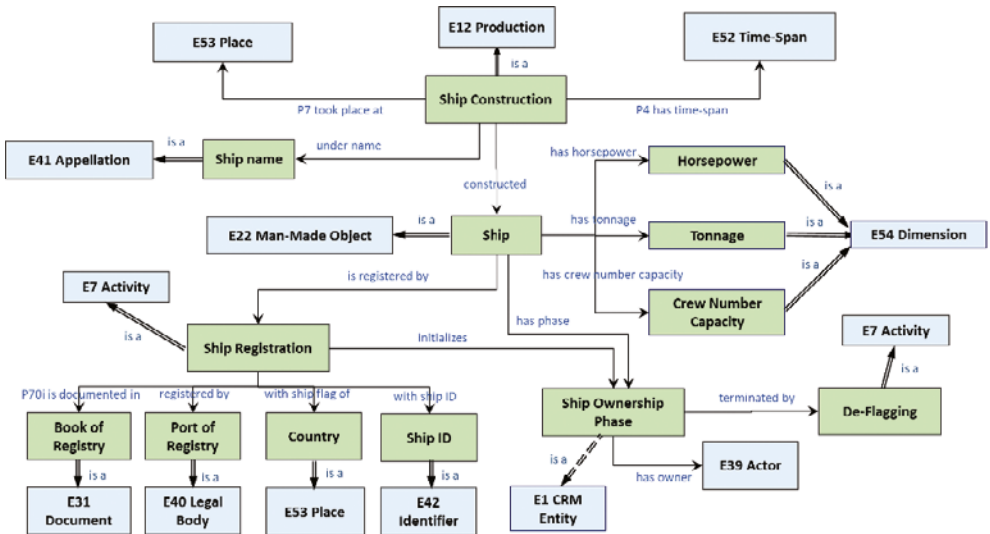 E53 Place
E12 Production
E52 Time-Span
is a
Ship Construction
P7 took place at
P4 has time-span
is a
under name
E41 Appellation
Ship name
has horsepower
Horsepower
is a
constructed
is a
has tonnage
is a
E22 Man-Made Object
Ship
Tonnage
E54 Dimension
is a
is registered by
has crew number capacity
E7 Activity
Crew Number
Capacity
has phase
E7 Activity
is a
Ship Registration
initializes
is a
P70i is documented in
registered by
with ship flag of
with ship ID
Ship Ownership
Phase
terminated by
De-Flagging
Book of
Registry
Port of
Registry
Country
Ship ID
is a
is a
is a
is a
is a
has owner
E39 Actor
E31
Document
E40 Legal
Body
E53 Place
E42
Identifier
E1 CRM
Entity